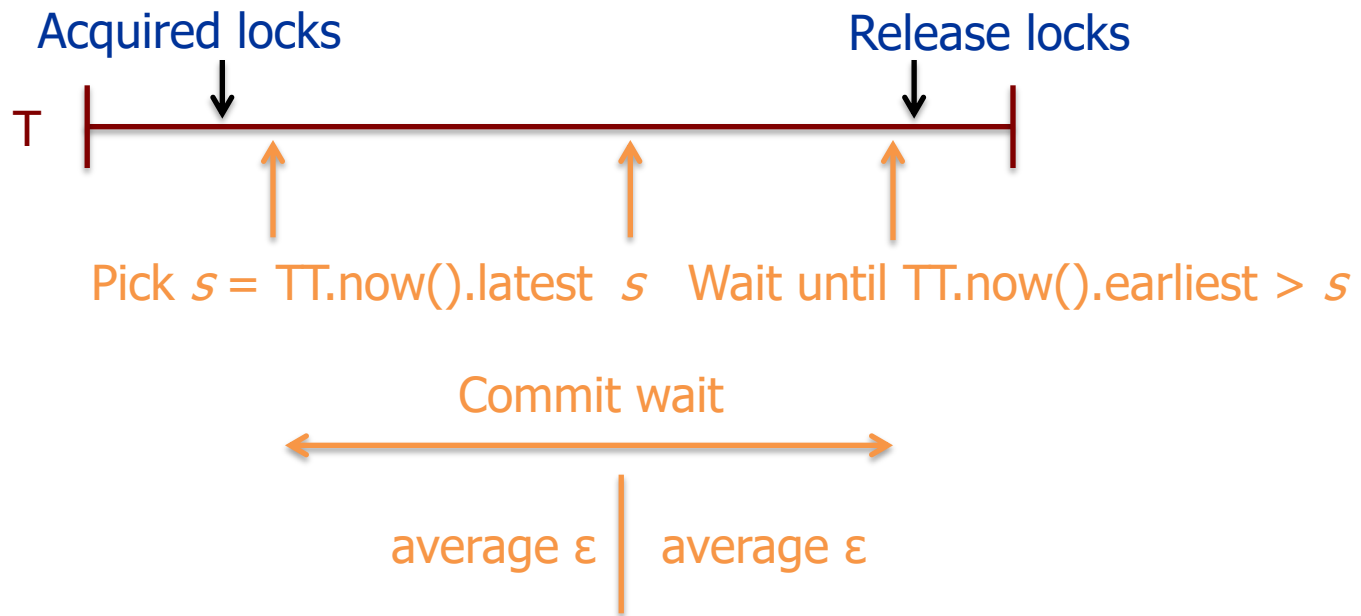 Acquired locks
Release locks
T
Pick s = TT.now().latest s Wait until TT.now().earliest > s
Commit wait
average ε average ε